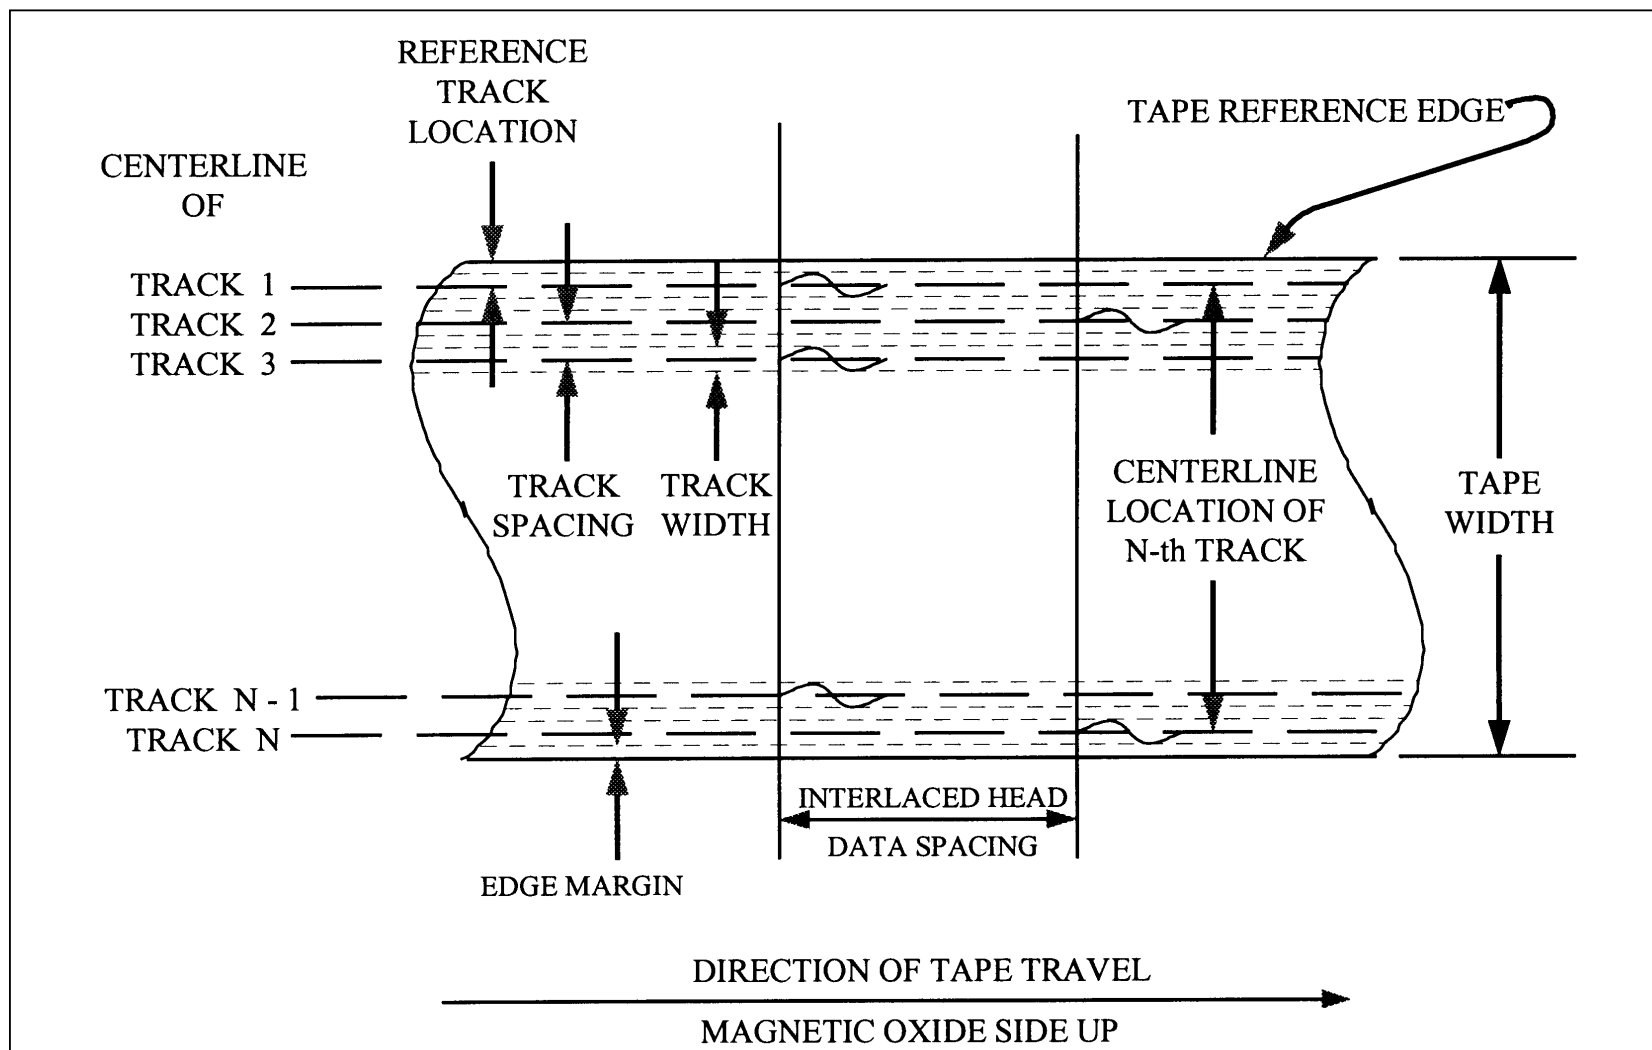 REFERENCE
TRACK
LOCATION
TAPE REFERENCE EDGE
CENTERLINE
OF
TRACK 1
TRACK 2
TRACK 3
TRACK
SPACING
TRACK
WIDTH
CENTERLINE
LOCATION OF
N-th TRACK
TAPE
WIDTH
TRACK N - 1
TRACK N
INTERLACED HEAD
DATA SPACING
EDGE MARGIN
DIRECTION OF TAPE TRAVEL
MAGNETIC OXIDE SIDE UP